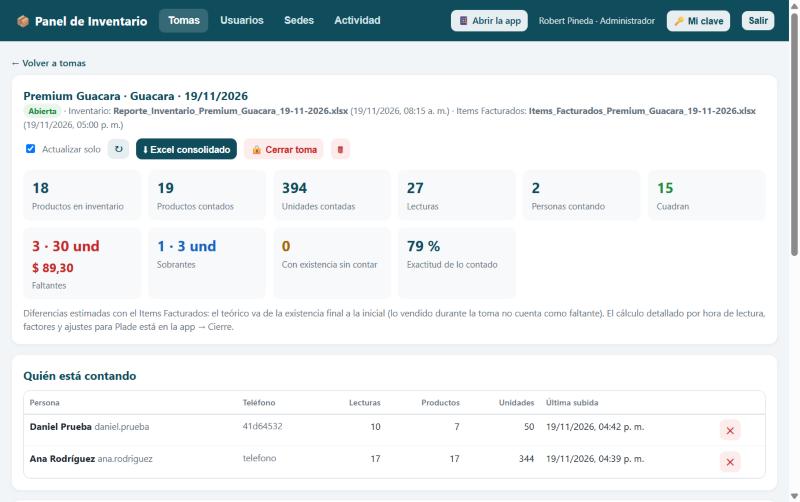 Panel de Inventario Tomas Usuarios Sedes Actividad Abrir la app Robert Pineda · Administrador Mi clave Salir
← Volver a tomas
Premium Guacara · Guacara · 19/11/2026
Abierta · Inventario: Reporte_Inventario_Premium_Guacara_19-11-2026.xlsx (19/11/2026, 08:15 a. m.) · Items Facturados: Items_Facturados_Premium_Guacara_19-11-2026.xlsx
(19/11/2026, 05:00 p. m.)
Actualizar solo ↻ ⬇ Excel consolidado Cerrar toma
18 19 394 27 2 15
Productos en inventario Productos contados Unidades contadas Lecturas Personas contando Cuadran
3 · 30 und 1 · 3 und 0 79 %
$ 89,30 Sobrantes Con existencia sin contar Exactitud de lo contado
Faltantes
Diferencias estimadas con el Items Facturados: el teórico va de la existencia final a la inicial (lo vendido durante la toma no cuenta como faltante). El cálculo detallado por hora de lectura,
factores y ajustes para Plade está en la app → Cierre.
Quién está contando
Persona Teléfono Lecturas Productos Unidades Última subida
Daniel Prueba daniel.prueba 41d64532 10 7 50 19/11/2026, 04:42 p. m. ✕
Ana Rodríguez ana.rodriguez telefono 17 17 344 19/11/2026, 04:39 p. m. ✕